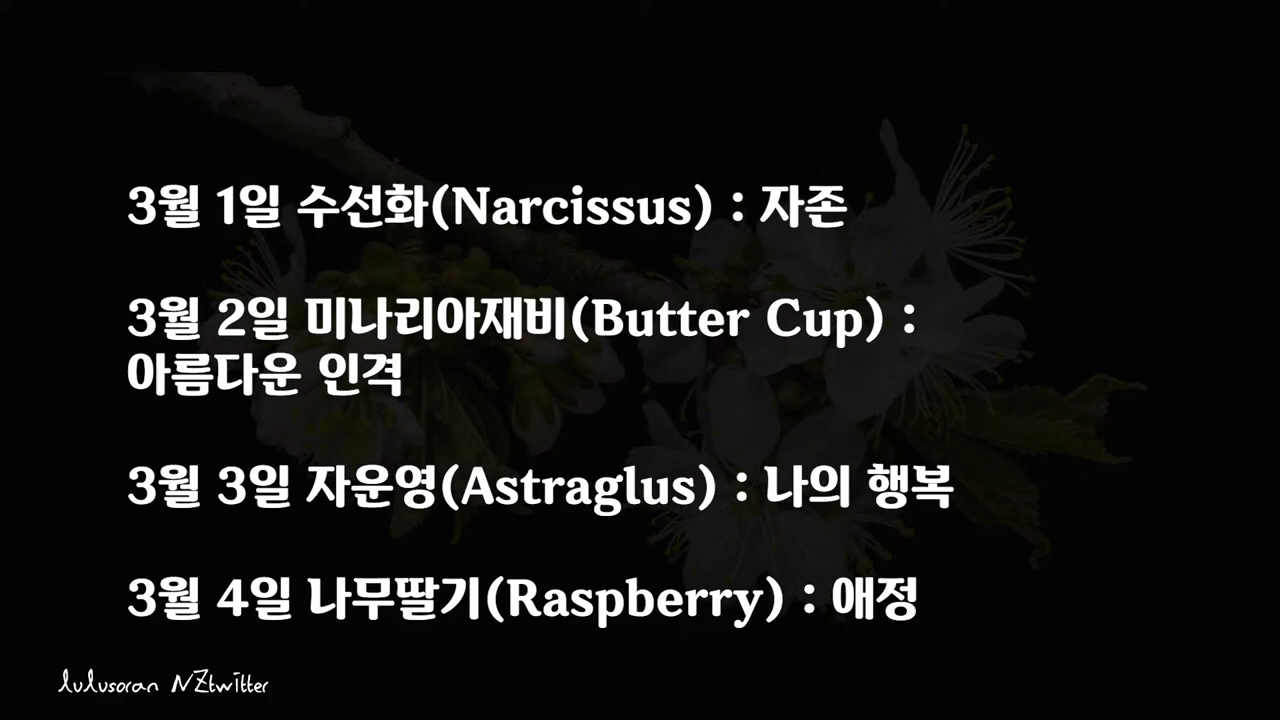 3월 1일 수선화(Narcissus) : 자존
3월 2일 미나리아재비(Butter Cup) :
아름다운 인격
3월 3일 자운영(Astraglus) : 나의 행복
3월 4일 나무딸기(Raspberry) : 애정
lulusoran NZtwitter